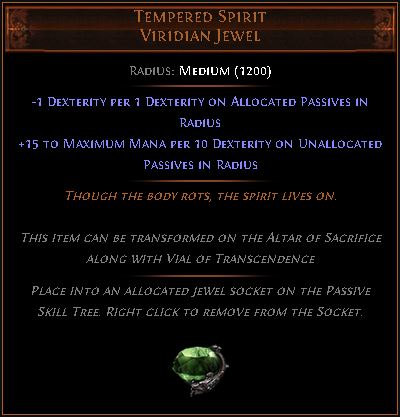 Tempered Spirit
Viridian Jewel
Radius: Medium (1200)
-1 Dexterity per 1 Dexterity on Allocated Passives in
Radius
+15 to Maximum Mana per 10 Dexterity on Unallocated
Passives in Radius
Though the body rots, the spirit lives on.
This item can be transformed on the Altar of Sacrifice
along with Vial of Transcendence
Place into an allocated jewel socket on the Passive
Skill Tree. Right click to remove from the Socket.